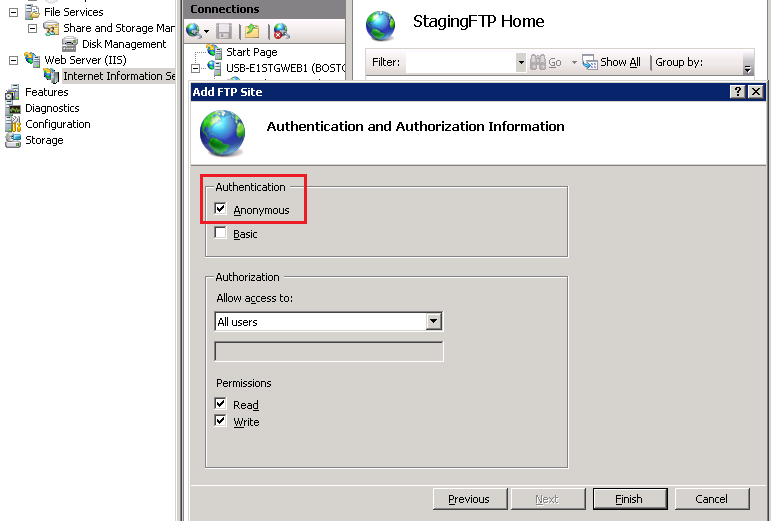 File Services
Share and Storage Mar
Disk Management
Web Server (IIS)
Internet Information Se
Features
Diagnostics
Configuration
Storage
Connections
Start Page
USB-E1STGWEB1 (BOSTO
StagingFTP Home
Filter:
Go
Show All
Group by:
Add FTP Site
Authentication and Authorization Information
Authentication
Anonymous
Basic
Authorization
Allow access to:
All users
Permissions
Read
Write
Previous
Next
Finish
Cancel